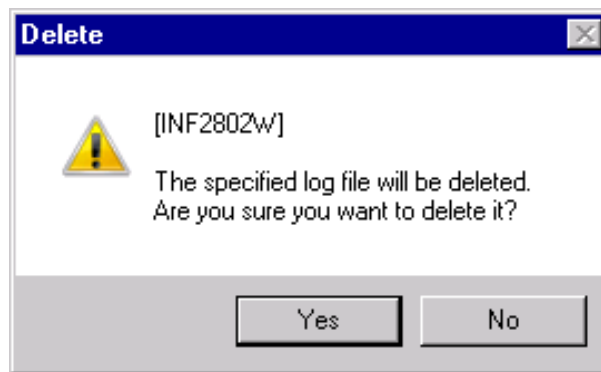 Delete
[INF2802W]
The specified log file will be deleted.
Are you sure you want to delete it?
Yes
No